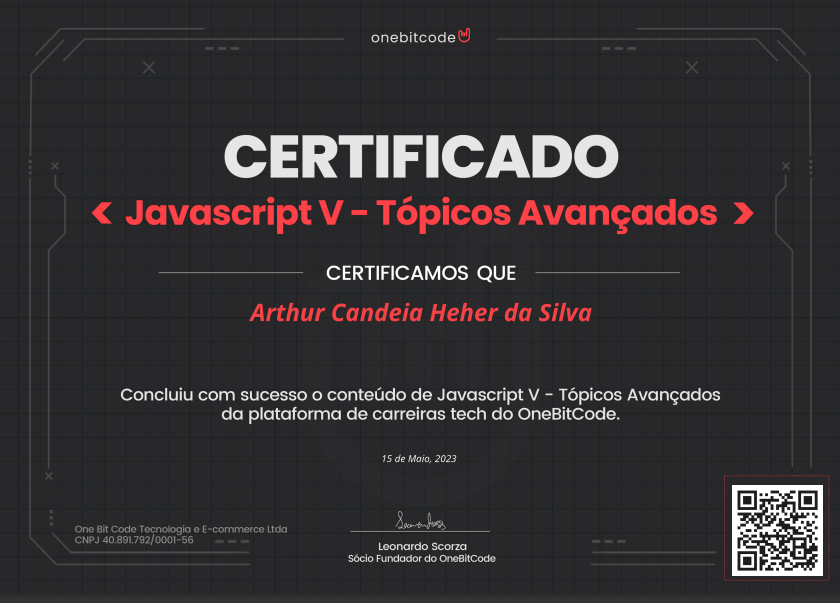 onebitcode
CERTIFICADO
< Javascript V - Tópicos Avançados >
CERTIFICAMOS QUE
Arthur Candeia Heher da Silva
Concluiu com sucesso o conteúdo de Javascript V - Tópicos Avançados
da plataforma de carreiras tech do OneBitCode.
15 de Maio, 2023
One Bit Code Tecnologia e E-commerce Ltda
CNPJ 40.891.792/0001-56
Leonardo Scorza
Sócio Fundador do OneBitCode